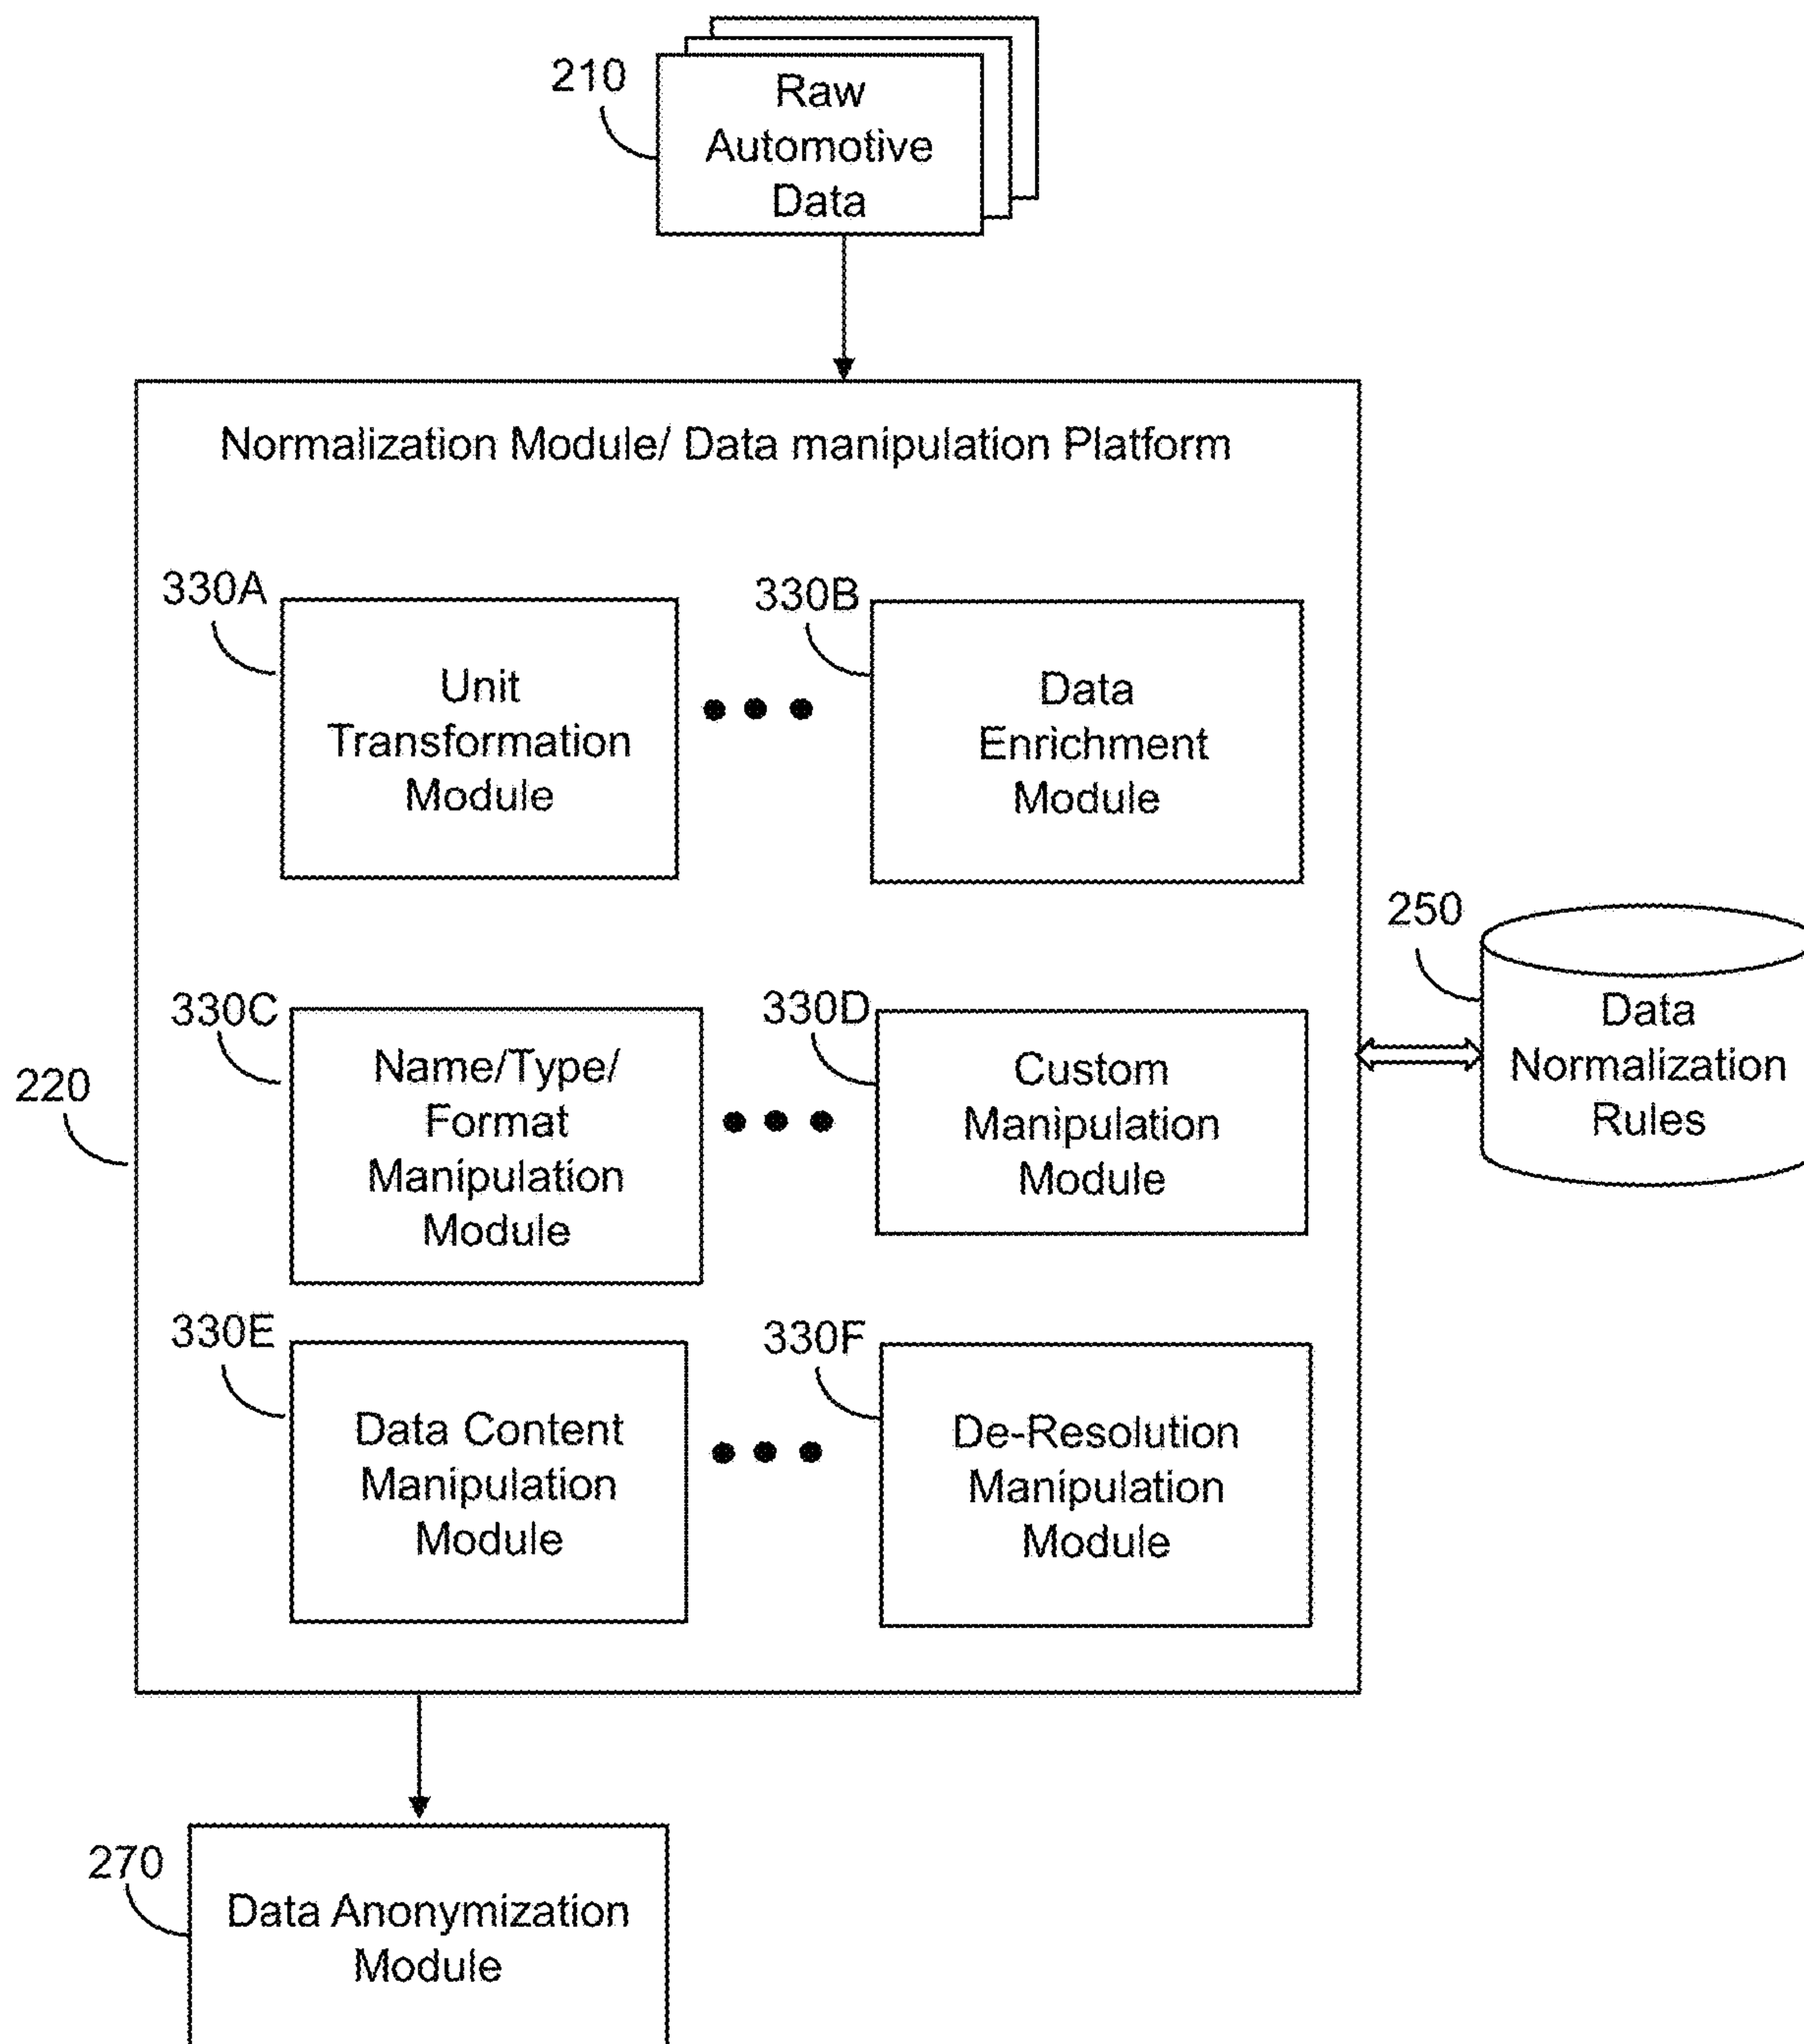 210
Raw
Automotive
Data
Normalization Module/ Data manipulation Platform
330A
Unit
Transformation
Module
330B
Data
Enrichment
Module
330C
Name/Type/
Format
Manipulation
Module
330D
Custom
Manipulation
Module
250
Data
Normalization
Rules
220
330E
Data Content
Manipulation
Module
330F
De-Resolution
Manipulation
Module
270
Data Anonymization
Module